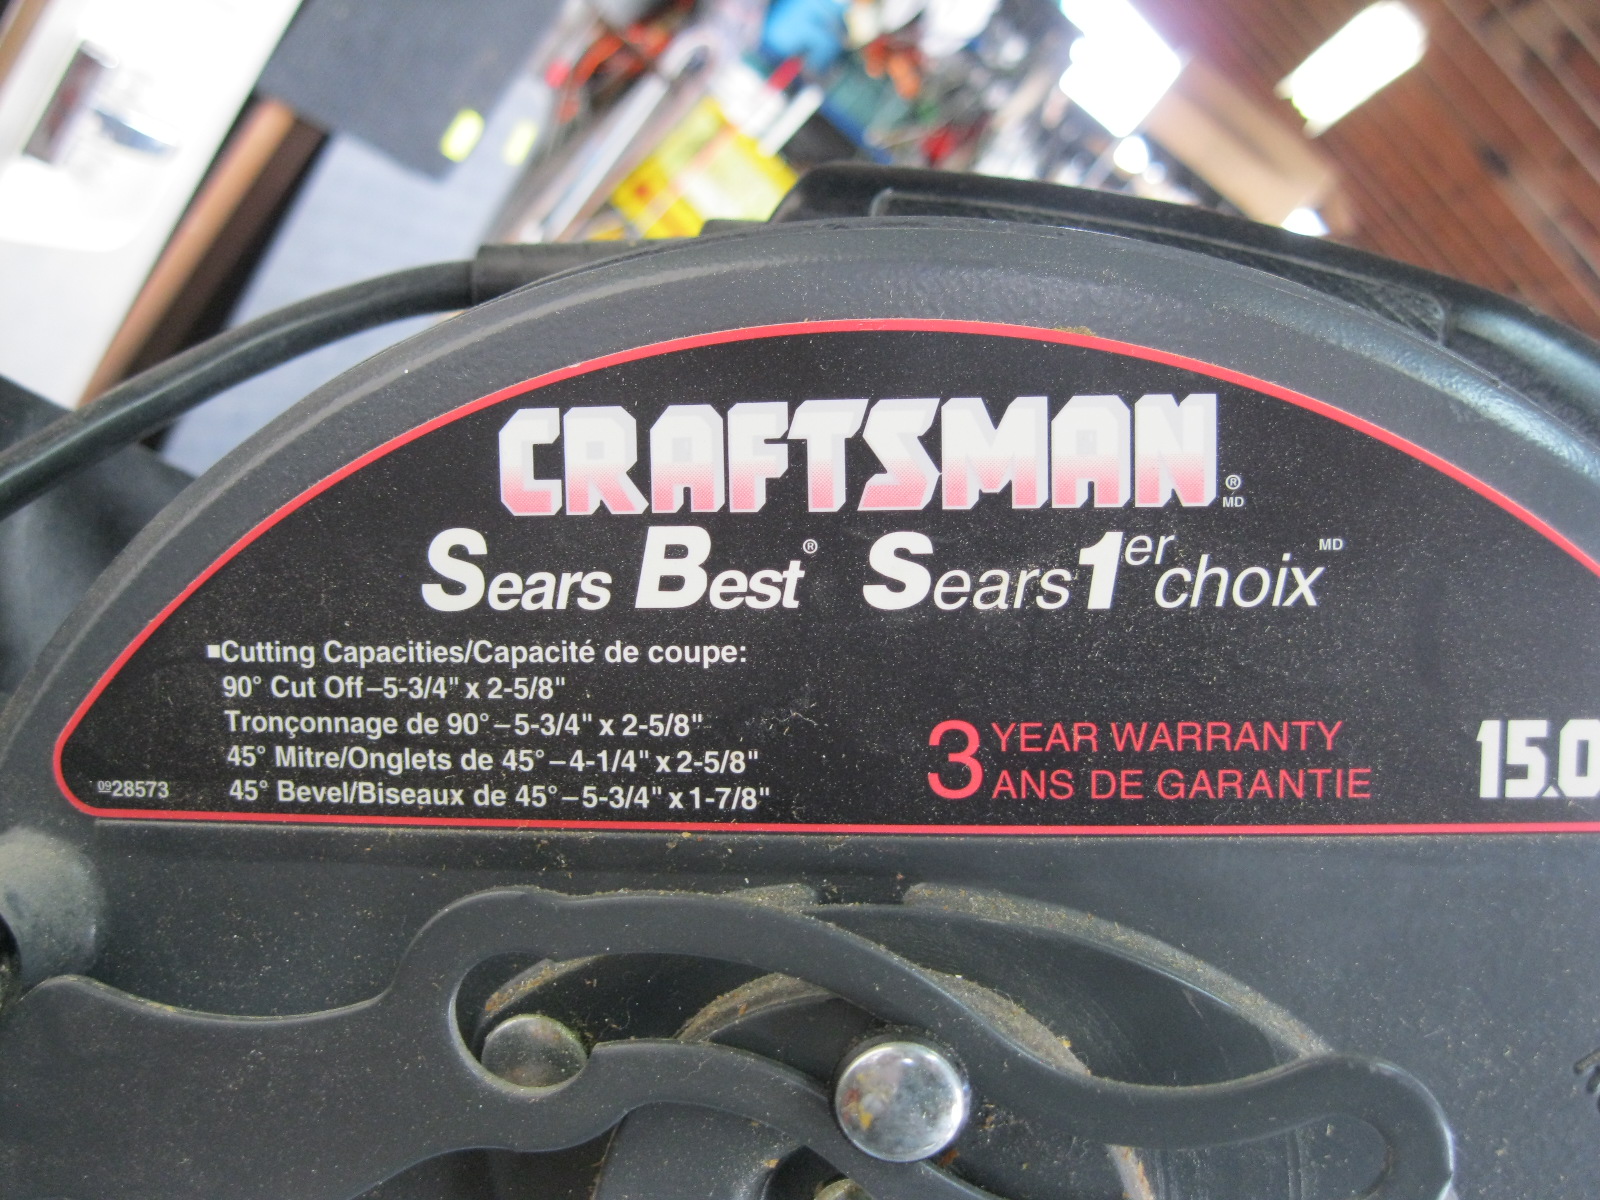 CRAFTSMAN ® MD
Sears Best® Sears 1er choix MD
■Cutting Capacities/Capacité de coupe:
90° Cut Off–5-3/4" x 2-5/8"
Tronçonnage de 90°–5-3/4" x 2-5/8"
45° Mitre/Onglets de 45°–4-1/4" x 2-5/8"
45° Bevel/Biseaux de 45°–5-3/4" x 1-7/8"
0928573
3 YEAR WARRANTY
ANS DE GARANTIE
15.0